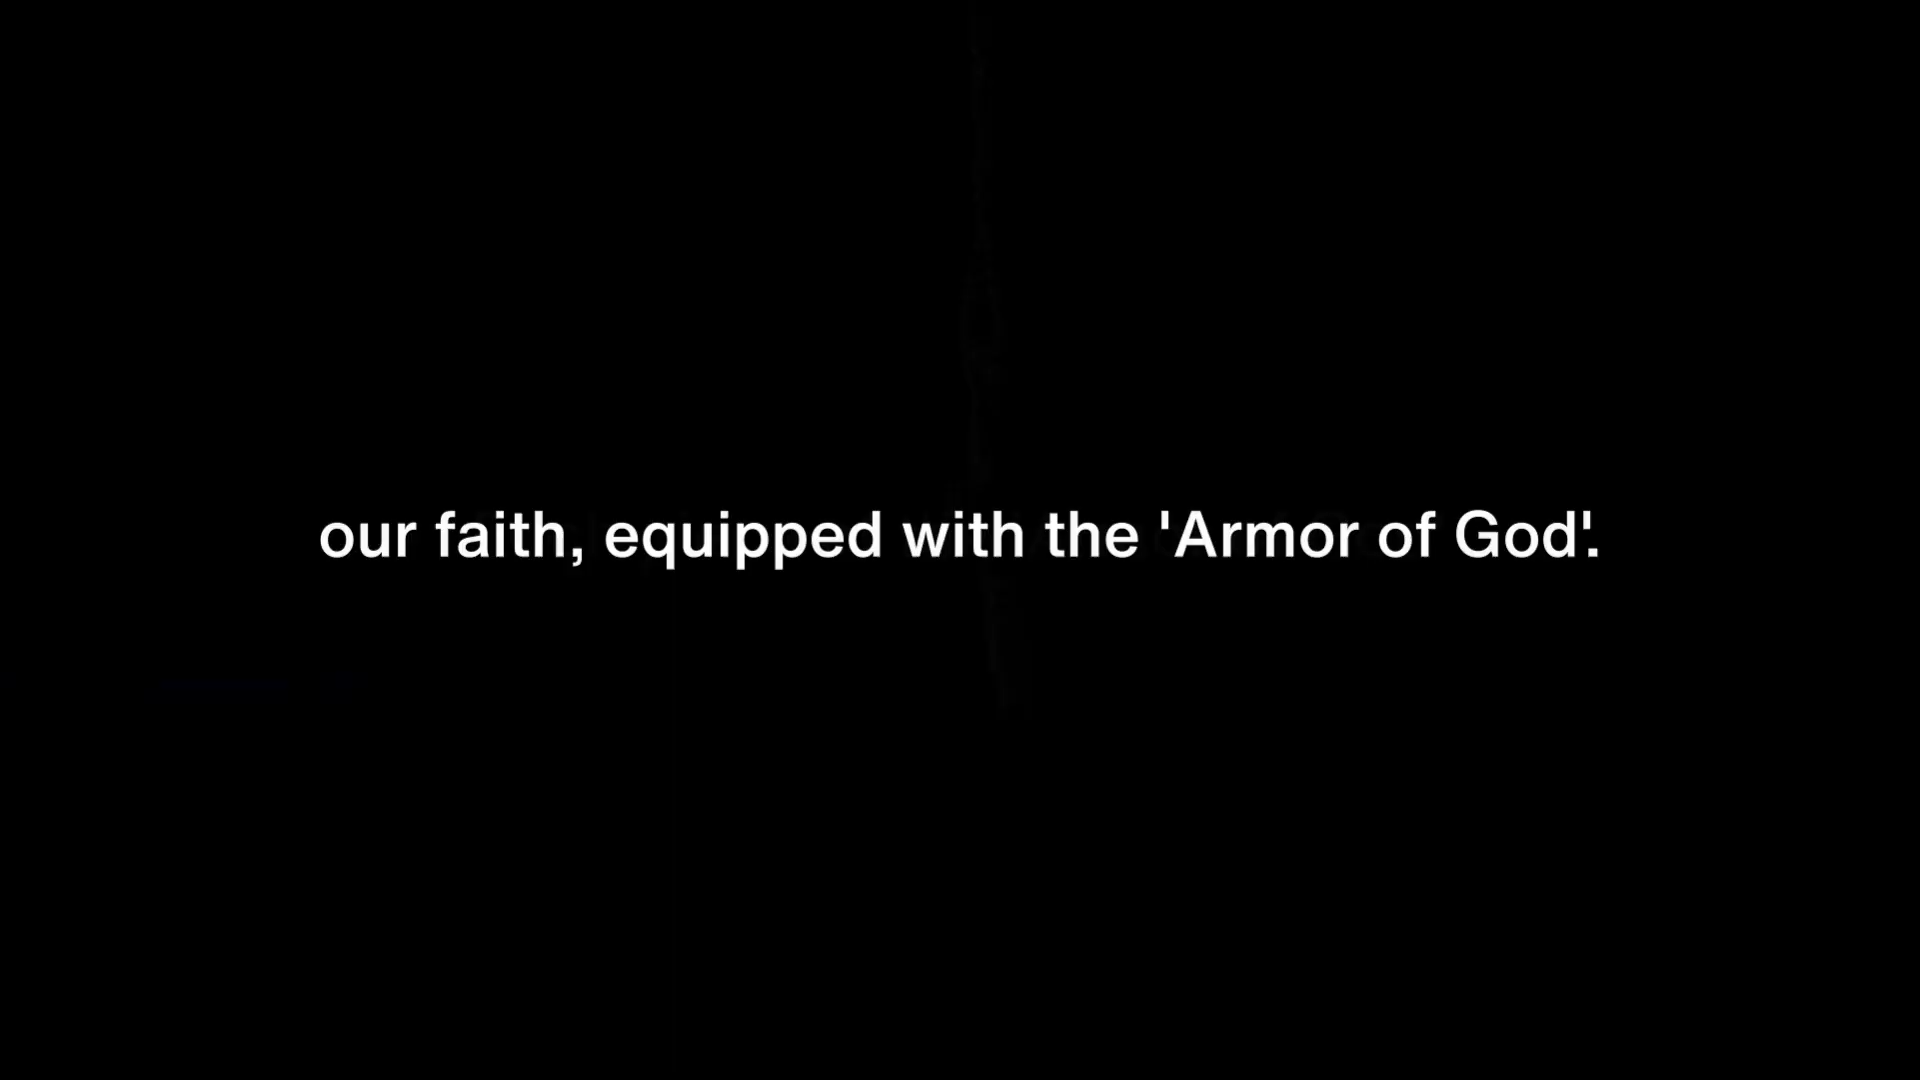 our faith, equipped with the 'Armor of God'.